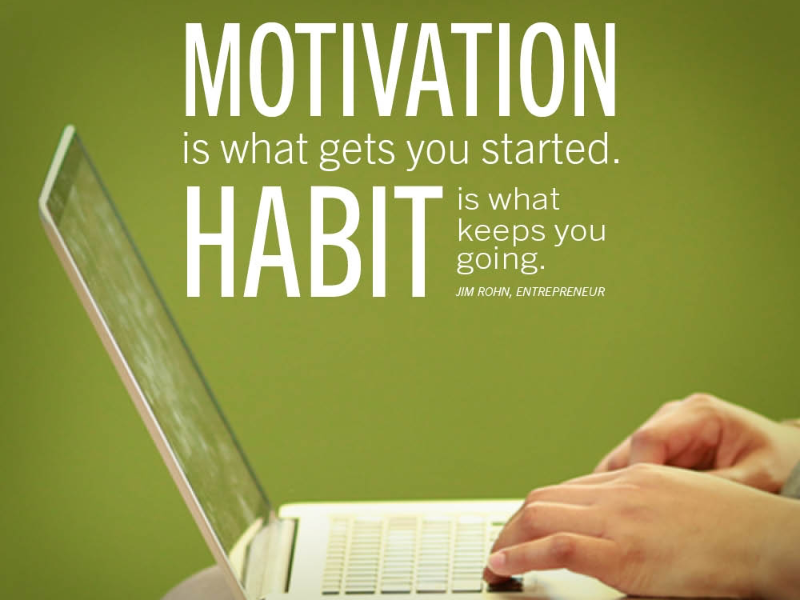 MOTIVATION
is what gets you started.
HABIT
is what
keeps you
going.
JIM ROHN, ENTREPRENEUR